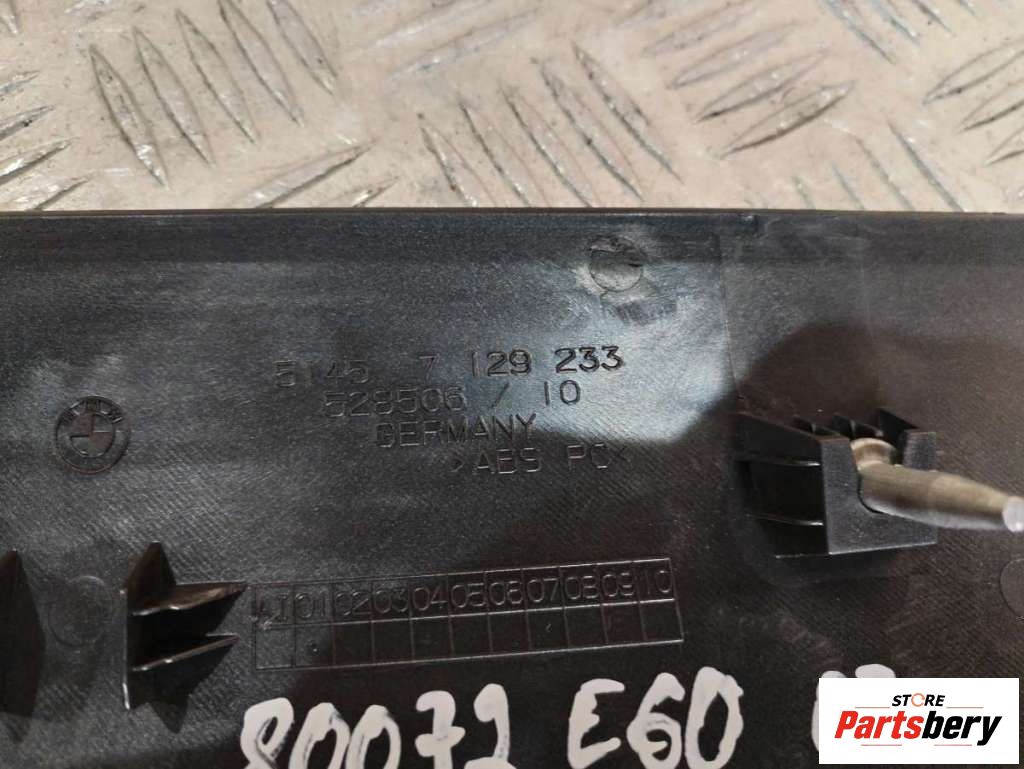 5145 7 129 233
528506 / 10
GERMANY
>ABS PC<
01 02 03 04 05 06 07 08 09 10
80072 E60
STORE
Partsbery